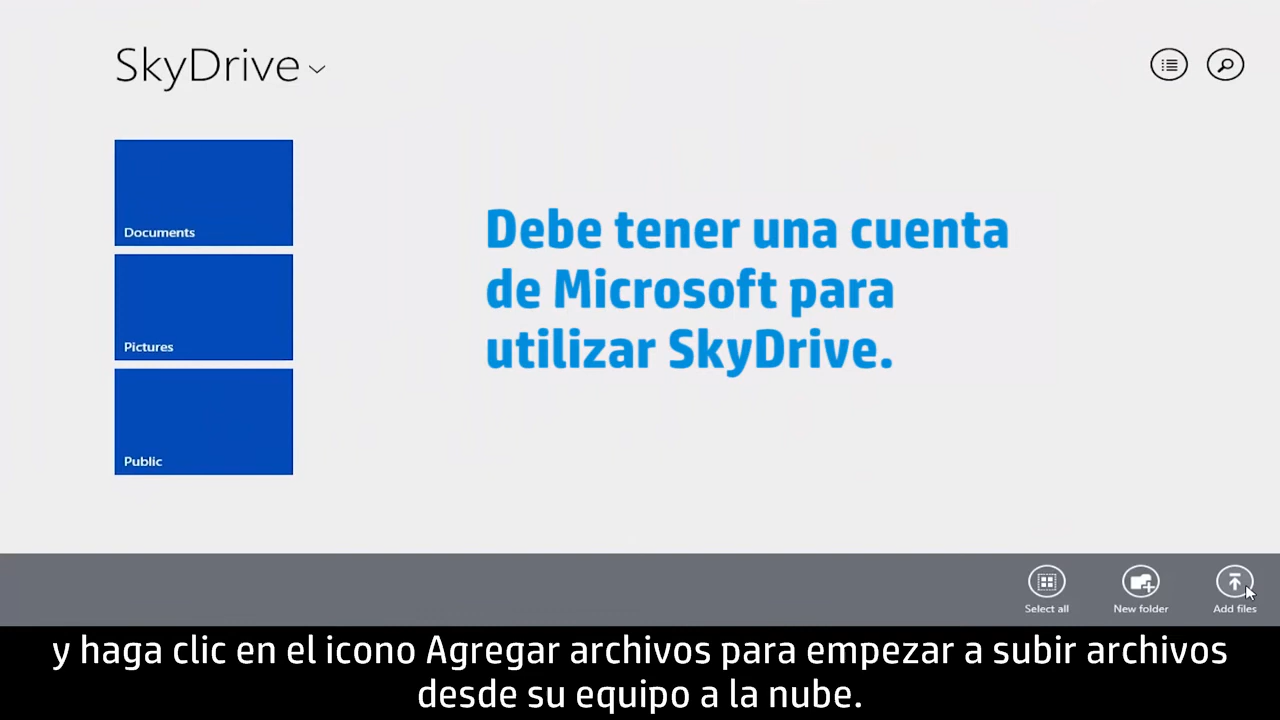 SkyDrive
Documents
Pictures
Public
Debe tener una cuenta
de Microsoft para
utilizar SkyDrive.
Select all
New folder
Add files
y haga clic en el icono Agregar archivos para empezar a subir archivos
desde su equipo a la nube.